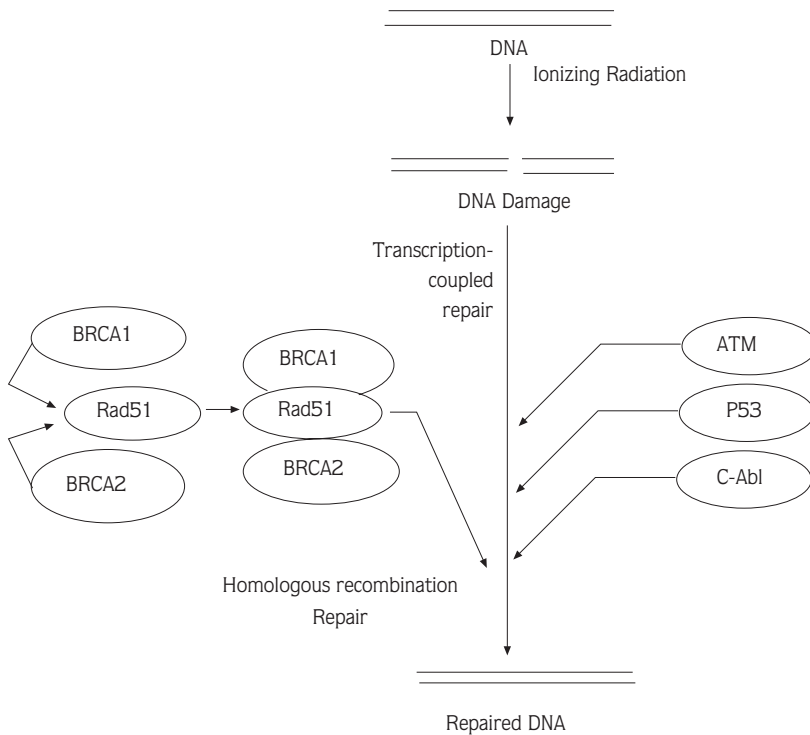 DNA
Ionizing Radiation
DNA Damage
Transcription-
coupled
repair
BRCA1
Rad51
BRCA2
BRCA1
Rad51
BRCA2
ATM
P53
C-Abl
Homologous recombination
Repair
Repaired DNA